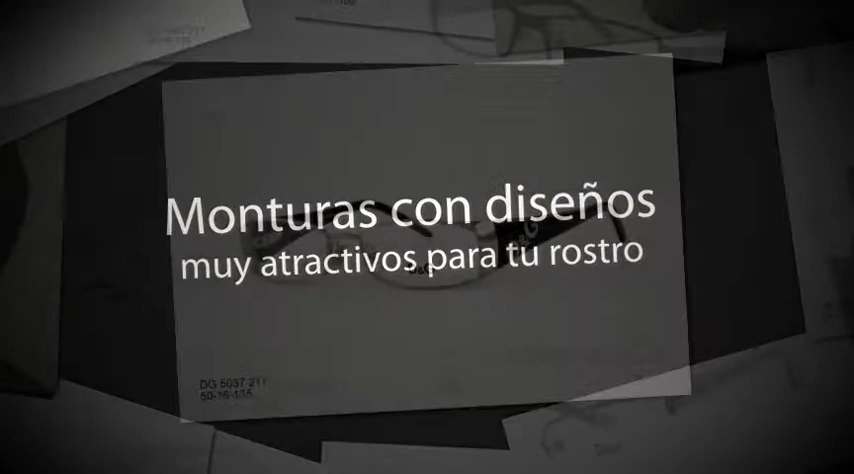 Monturas con diseños
muy atractivos para tu rostro
DG 5037 211
50-16-135